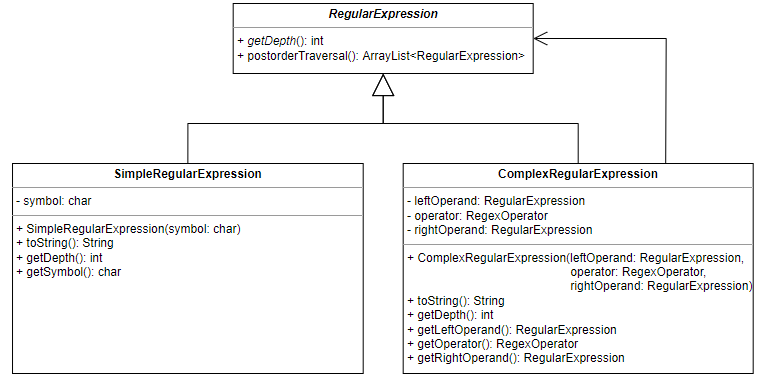 RegularExpression
+ getDepth(): int
+ postorderTraversal(): ArrayList<RegularExpression>
SimpleRegularExpression
- symbol: char
+ SimpleRegularExpression(symbol: char)
+ toString(): String
+ getDepth(): int
+ getSymbol(): char
ComplexRegularExpression
- leftOperand: RegularExpression
- operator: RegexOperator
- rightOperand: RegularExpression
+ ComplexRegularExpression(leftOperand: RegularExpression,
operator: RegexOperator,
rightOperand: RegularExpression)
+ toString(): String
+ getDepth(): int
+ getLeftOperand(): RegularExpression
+ getOperator(): RegexOperator
+ getRightOperand(): RegularExpression